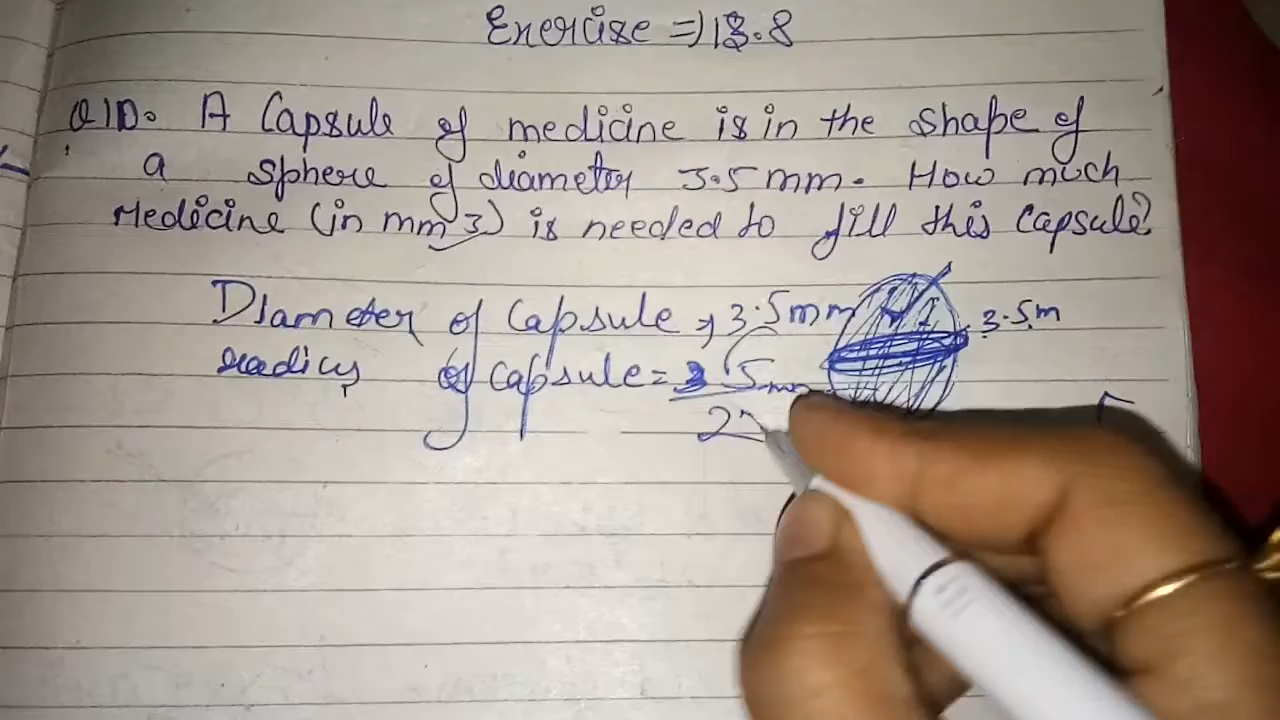 Exercise => 13.8
Q10. A Capsule of medicine is in the shape of
a sphere of diameter 3.5 mm. How much
Medicine (in mm3) is needed to fill this Capsule?
Diameter of Capsule => 3.5mm
3.5m
radius of capsule = 3.5mm
2